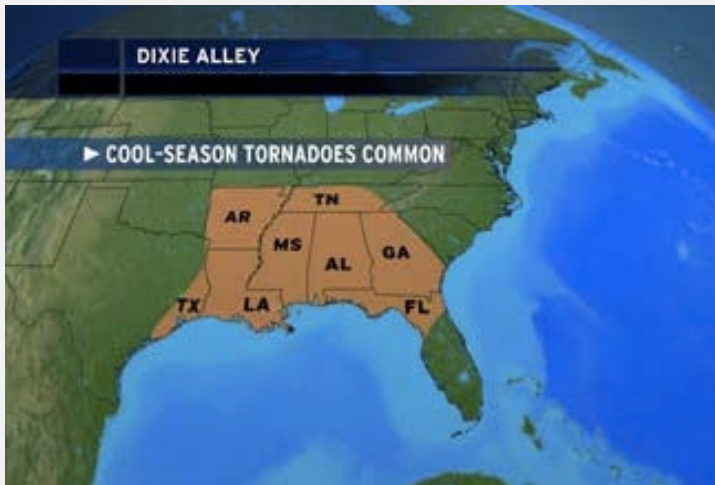 DIXIE ALLEY
► COOL-SEASON TORNADOES COMMON
TN
AR
MS
AL
GA
TX
LA
FL